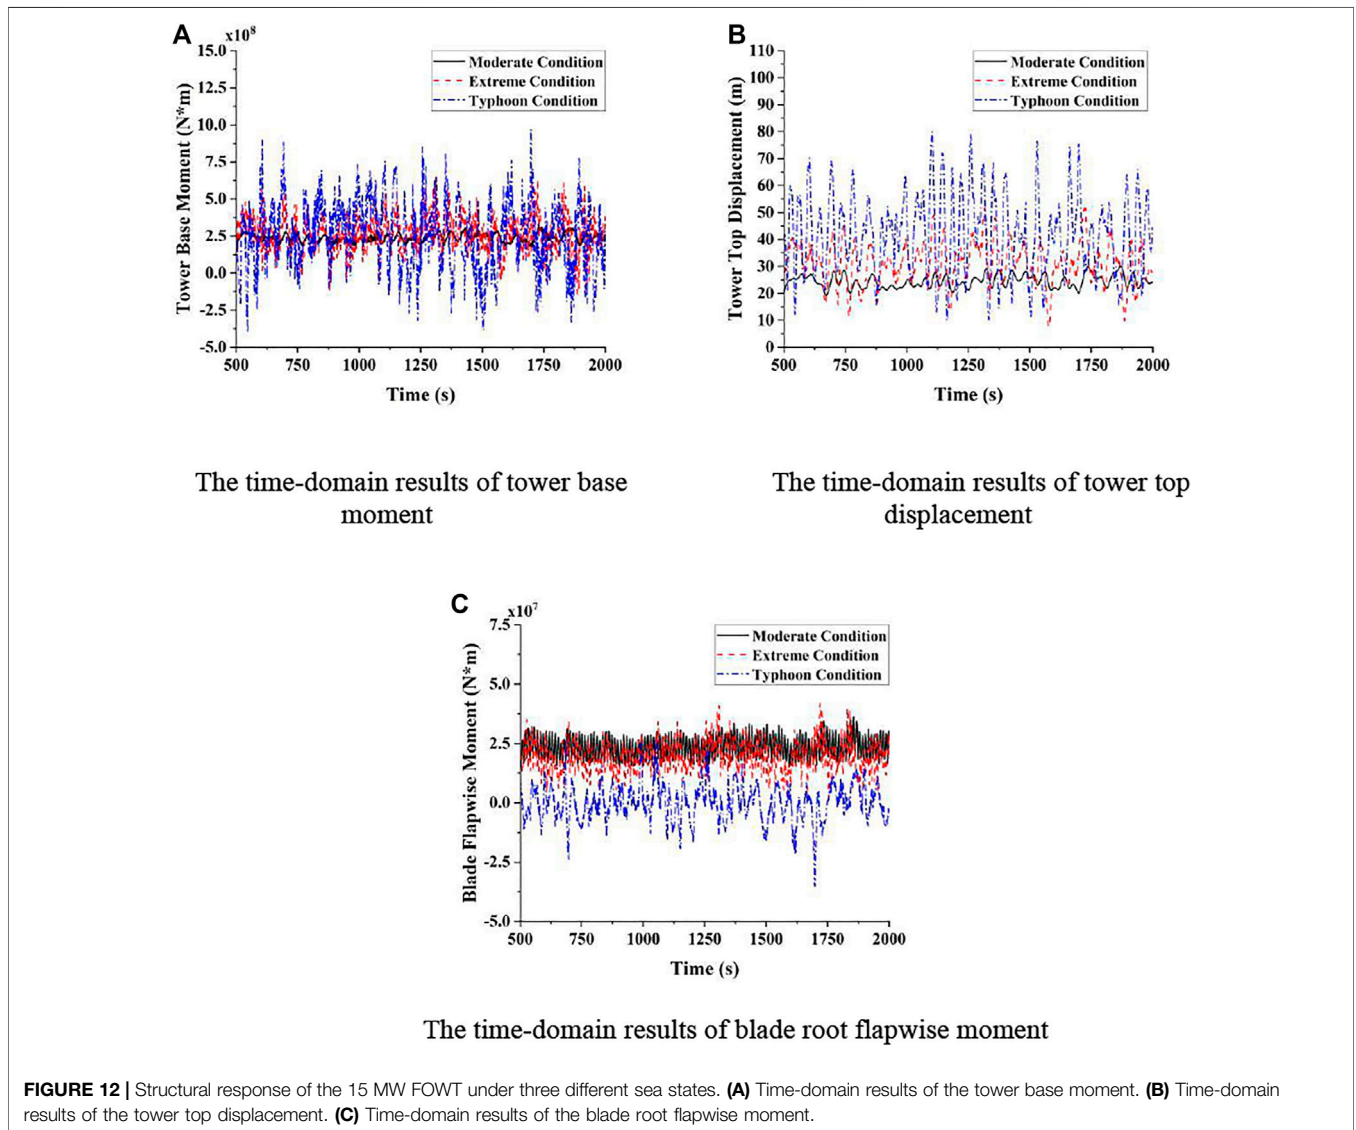 A
x10⁸
15.0
12.5
10.0
7.5
5.0
2.5
0.0
-2.5
-5.0
Tower Base Moment (N*m)
Moderate Condition
Extreme Condition
Typhoon Condition
500 750 1000 1250 1500 1750 2000
Time (s)
The time-domain results of tower base
moment
B
110
100
90
80
70
60
50
40
30
20
10
0
Tower Top Displacement (m)
Moderate Condition
Extreme Condition
Typhoon Condition
500 750 1000 1250 1500 1750 2000
Time (s)
The time-domain results of tower top
displacement
C
x10⁷
7.5
5.0
2.5
0.0
-2.5
-5.0
Blade Flapwise Moment (N*m)
Moderate Condition
Extreme Condition
Typhoon Condition
500 750 1000 1250 1500 1750 2000
Time (s)
The time-domain results of blade root flapwise moment
FIGURE 12 | Structural response of the 15 MW FOWT under three different sea states. (A) Time-domain results of the tower base moment. (B) Time-domain
results of the tower top displacement. (C) Time-domain results of the blade root flapwise moment.